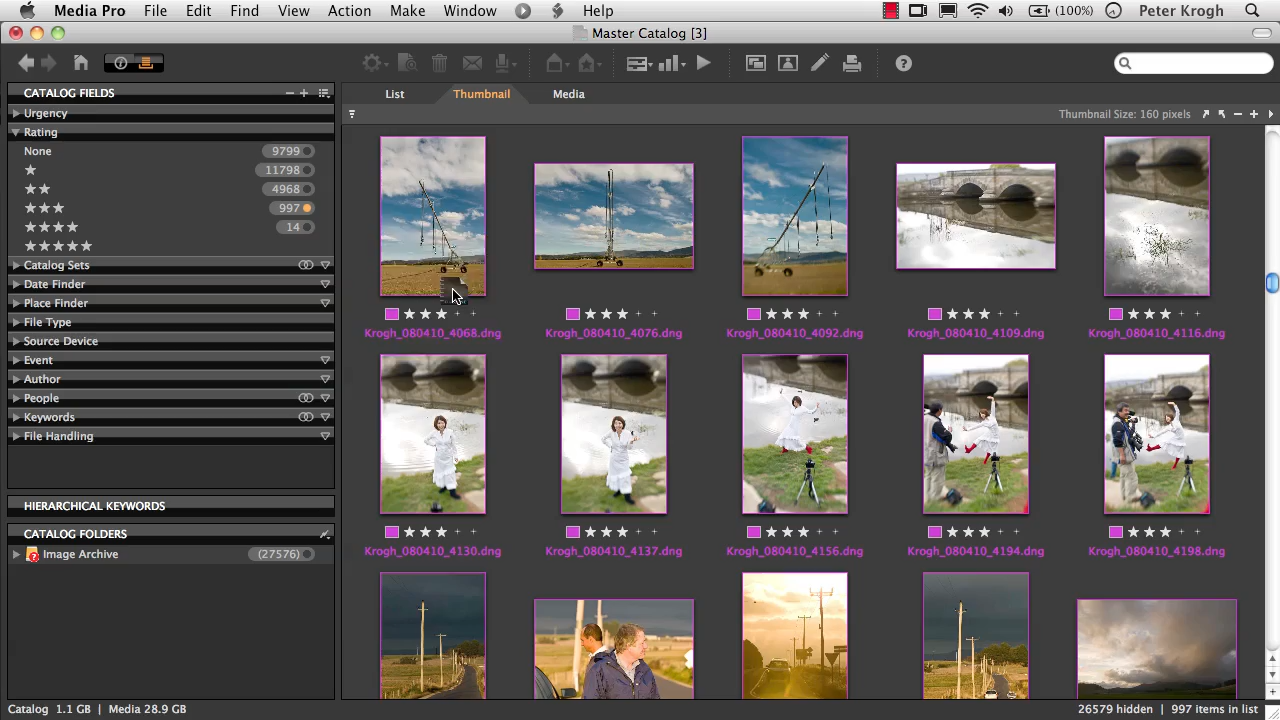 Media Pro File Edit Find View Action Make Window Help (100%) Peter Krogh
Master Catalog [3]
CATALOG FIELDS
List Thumbnail Media
Urgency
Thumbnail Size: 160 pixels
Rating
None 9799
11798
4968
997
14
Catalog Sets
Date Finder
Place Finder
File Type
Source Device
Event
Author
People
Keywords
File Handling
HIERARCHICAL KEYWORDS
CATALOG FOLDERS
Image Archive (27576)
Krogh_080410_4068.dng Krogh_080410_4076.dng Krogh_080410_4092.dng Krogh_080410_4109.dng Krogh_080410_4116.dng
Krogh_080410_4130.dng Krogh_080410_4137.dng Krogh_080410_4156.dng Krogh_080410_4194.dng Krogh_080410_4198.dng
Catalog 1.1 GB | Media 28.9 GB
26579 hidden | 997 items in list